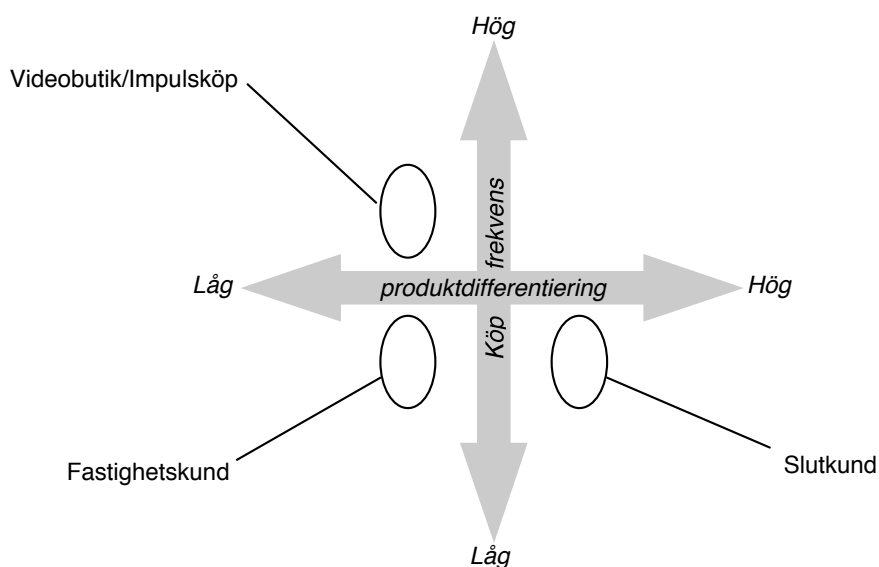 Hög
Videobutik/Impulsköp
Köp frekvens
Låg
produktdifferentiering
Hög
Fastighetskund
Slutkund
Låg